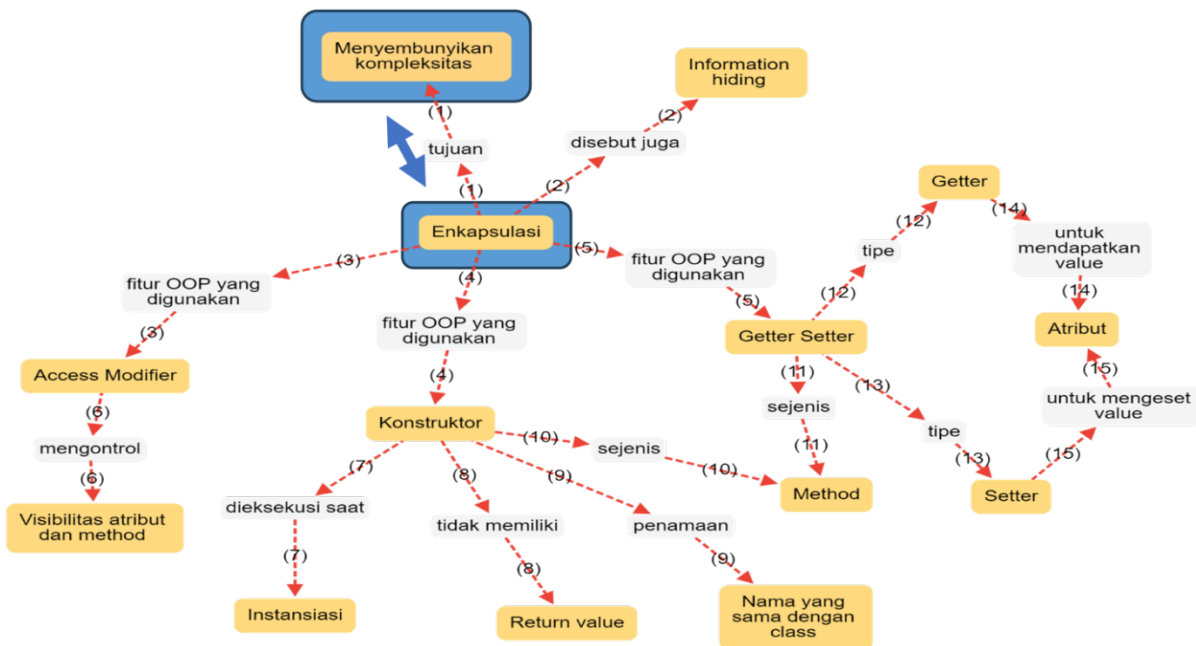 Menyembunyikan
kompleksitas
Information
hiding
(1)
(2)
tujuan
disebut juga
(1)
(2)
Getter
(14)
(12)
Enkapsulasi
(5)
untuk
mendapatkan
value
tipe
(3)
(4)
fitur OOP yang
digunakan
fitur OOP yang
digunakan
(12)
(14)
(5)
fitur OOP yang
digunakan
(3)
Getter Setter
Atribut
(4)
(11)
(13)
(15)
Access Modifier
untuk mengeset
value
(6)
sejenis
Konstruktor
tipe
(10)
mengontrol
sejenis
(11)
(13)
(15)
(7)
(8)
(9)
(10)
(6)
Method
Setter
dieksekusi saat
Visibilitas atribut
dan method
tidak memiliki
penamaan
(7)
(8)
(9)
Instansiasi
Return value
Nama yang
sama dengan
class